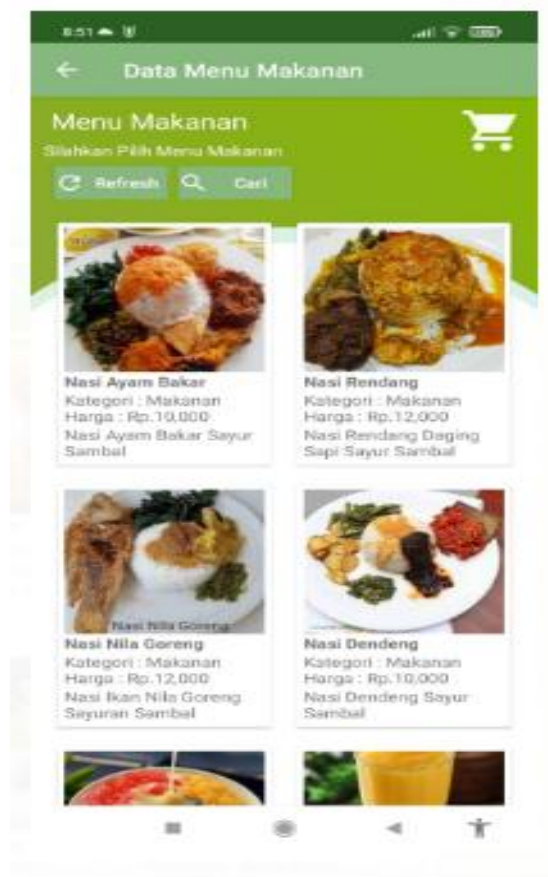 8:51
Data Menu Makanan
Menu Makanan
Silahkan Pilih Menu Makanan
Refresh
Cari
Nasi Ayam Bakar
Kategori : Makanan
Harga : Rp.10,000
Nasi Ayam Bakar Sayur
Sambal
Nasi Rendang
Kategori : Makanan
Harga : Rp.12,000
Nasi Rendang Daging
Sapi Sayur Sambal
Nasi Nila Goreng
Nasi Nila Goreng
Kategori : Makanan
Harga : Rp.12,000
Nasi Ikan Nila Goreng
Sayuran Sambal
Nasi Dendeng
Kategori : Makanan
Harga : Rp.10,000
Nasi Dendeng Sayur
Sambal